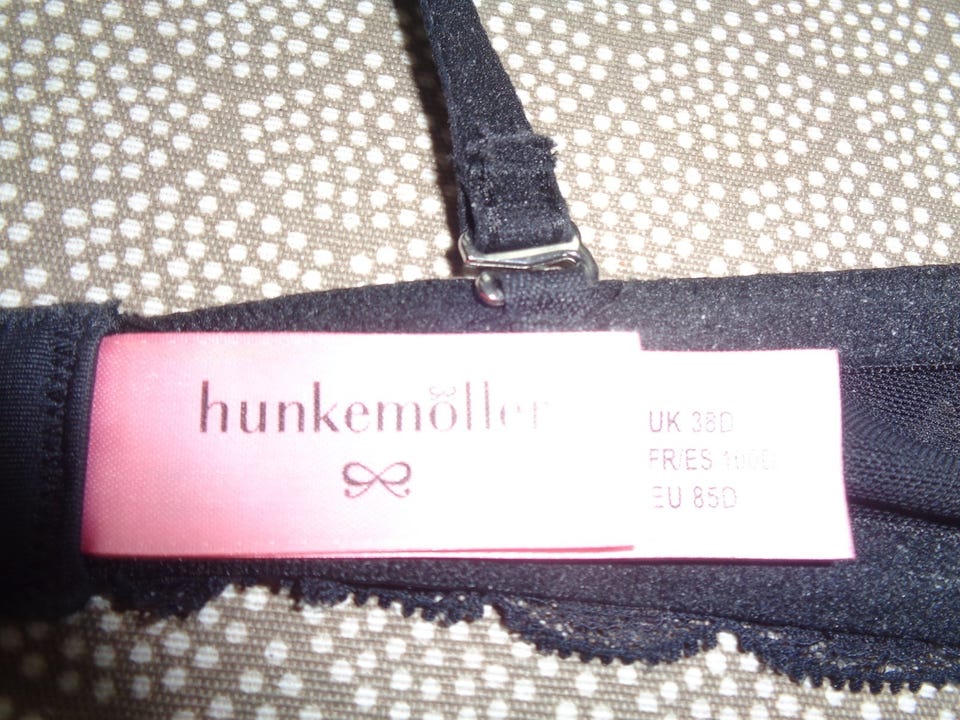 hunkemöller
UK 38D
FR/ES 100D
EU 85D